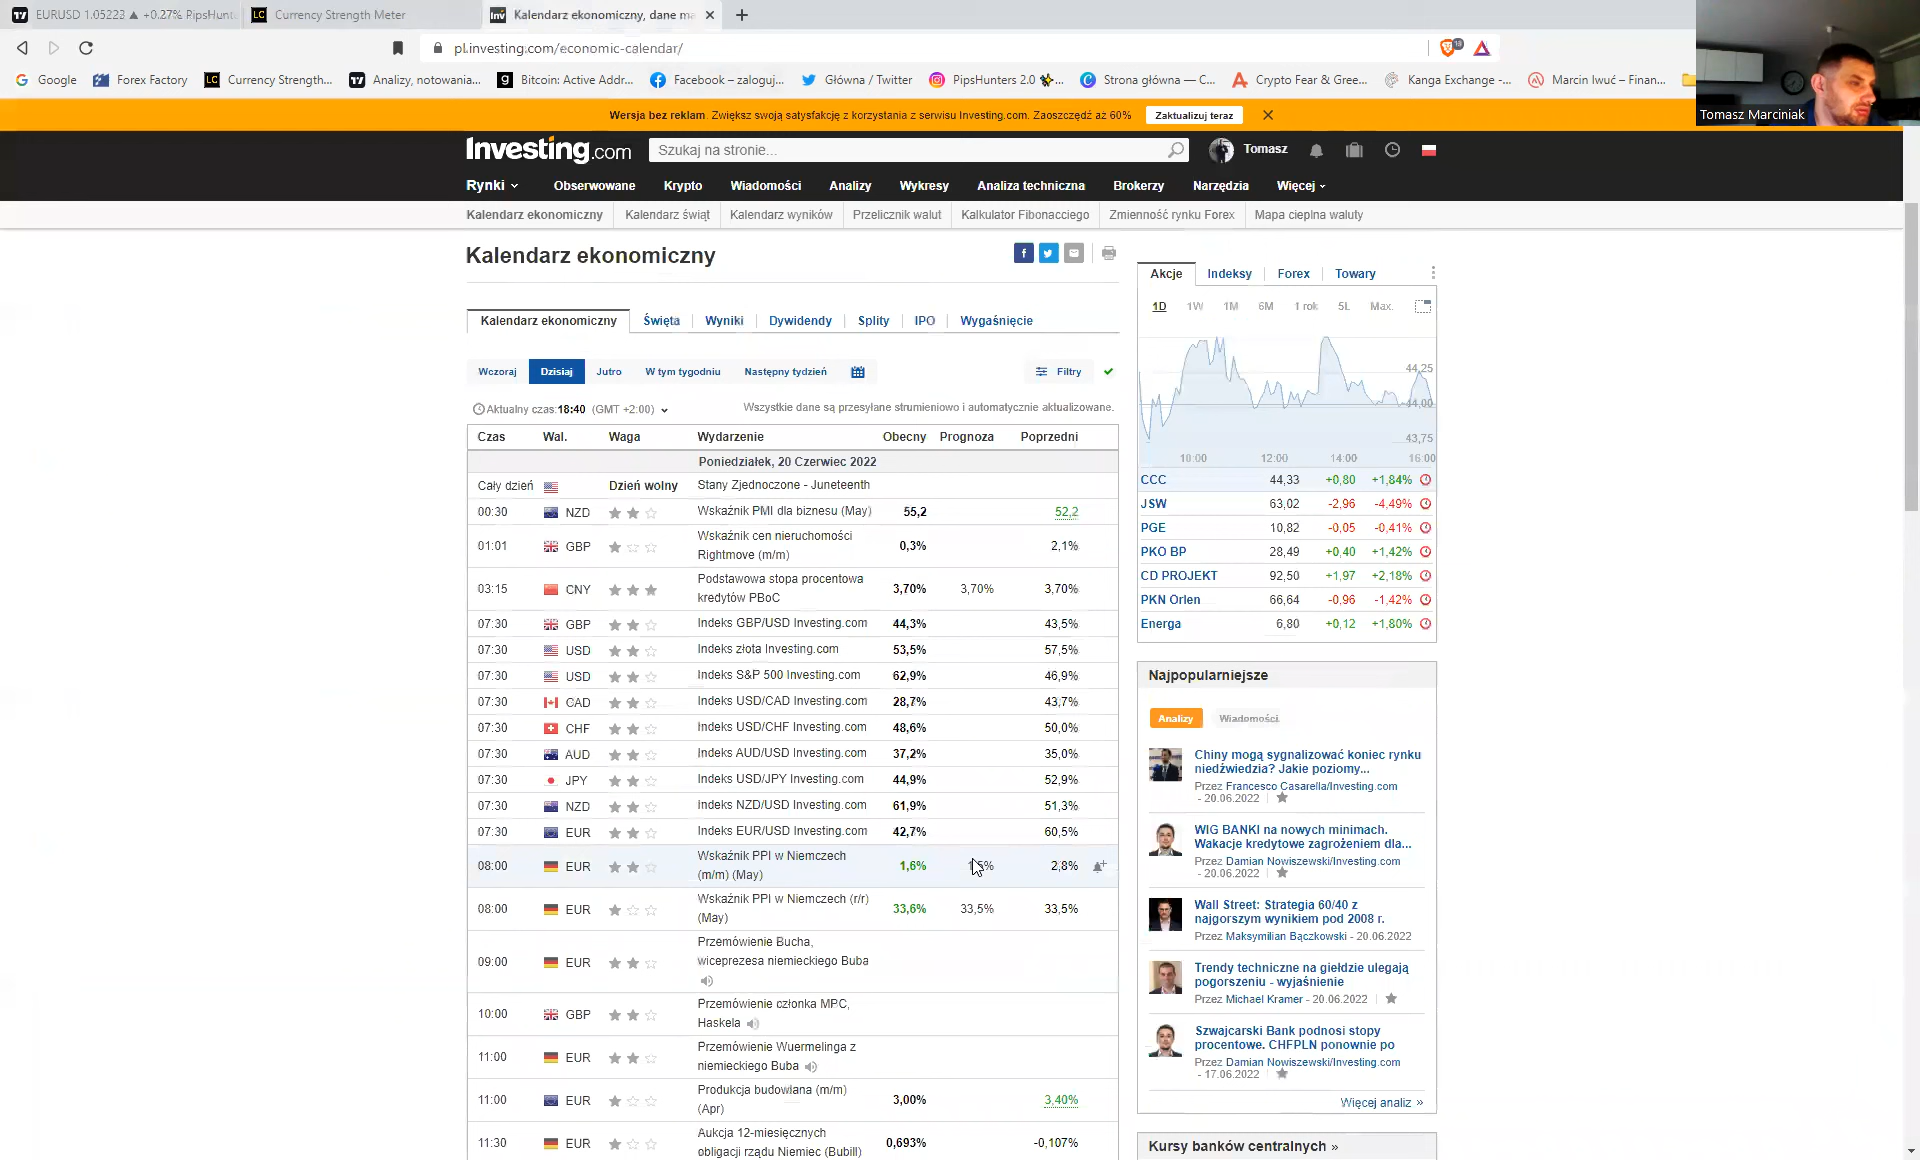 EURUSD 1.05223 ▲ +0.27% PipsHunt
Currency Strength Meter
Kalendarz ekonomiczny, dane ma
pl.investing.com/economic-calendar/
Google
Forex Factory
Currency Strength...
Analizy, notowania...
Bitcoin: Active Addr...
Facebook – zaloguj...
Główna / Twitter
PipsHunters 2.0
Strona główna — C...
Crypto Fear & Gree...
Kanga Exchange -...
Marcin Iwuć – Finan...
Tomasz Marciniak
Wersja bez reklam. Zwiększ swoją satysfakcję z korzystania z serwisu Investing.com. Zaoszczędź aż 60%
Zaktualizuj teraz
Investing.com
Szukaj na stronie...
Tomasz
Rynki
Obserwowane
Krypto
Wiadomości
Analizy
Wykresy
Analiza techniczna
Brokerzy
Narzędzia
Więcej
Kalendarz ekonomiczny
Kalendarz świąt
Kalendarz wyników
Przelicznik walut
Kalkulator Fibonacciego
Zmienność rynku Forex
Mapa cieplna waluty
Kalendarz ekonomiczny
Kalendarz ekonomiczny
Święta
Wyniki
Dywidendy
Splity
IPO
Wygaśnięcie
Wczoraj
Dzisiaj
Jutro
W tym tygodniu
Następny tydzień
Filtry
Aktualny czas:18:40 (GMT +2:00)
Wszystkie dane są przesyłane strumieniowo i automatycznie aktualizowane.
Czas Wal. Waga Wydarzenie Obecny Prognoza Poprzedni
Poniedziałek, 20 Czerwiec 2022
Cały dzień Dzień wolny Stany Zjednoczone - Juneteenth
00:30 NZD Wskaźnik PMI dla biznesu (May) 55,2 52,2
01:01 GBP Wskaźnik cen nieruchomości
Rightmove (m/m) 0,3% 2,1%
03:15 CNY Podstawowa stopa procentowa
kredytów PBoC 3,70% 3,70% 3,70%
07:30 GBP Indeks GBP/USD Investing.com 44,3% 43,5%
07:30 USD Indeks złota Investing.com 53,5% 57,5%
07:30 USD Indeks S&P 500 Investing.com 62,9% 46,9%
07:30 CAD Indeks USD/CAD Investing.com 28,7% 43,7%
07:30 CHF Indeks USD/CHF Investing.com 48,6% 50,0%
07:30 AUD Indeks AUD/USD Investing.com 37,2% 35,0%
07:30 JPY Indeks USD/JPY Investing.com 44,9% 52,9%
07:30 NZD Indeks NZD/USD Investing.com 61,9% 51,3%
07:30 EUR Indeks EUR/USD Investing.com 42,7% 60,5%
08:00 EUR Wskaźnik PPI w Niemczech
(m/m) (May) 1,6% 2,8%
08:00 EUR Wskaźnik PPI w Niemczech (r/r)
(May) 33,6% 33,5% 33,5%
09:00 EUR Przemówienie Bucha,
wiceprezesa niemieckiego Buba
10:00 GBP Przemówienie członka MPC,
Haskela
11:00 EUR Przemówienie Wuermelinga z
niemieckiego Buba
11:00 EUR Produkcja budowlana (m/m)
(Apr) 3,00% 3,40%
11:30 EUR Aukcja 12-miesięcznych
obligacji rządu Niemiec (Bubill) 0,693% -0,107%
Akcje
Indeksy
Forex
Towary
1D 1W 1M 6M 1 rok 5L Max.
44,25
44,00
43,75
10:00 12:00 14:00 16:00
CCC 44,33 +0,80 +1,84%
JSW 63,02 -2,96 -4,49%
PGE 10,82 -0,05 -0,41%
PKO BP 28,49 +0,40 +1,42%
CD PROJEKT 92,50 +1,97 +2,18%
PKN Orlen 66,64 -0,96 -1,42%
Energa 6,80 +0,12 +1,80%
Najpopularniejsze
Analizy
Wiadomości
Chiny mogą sygnalizować koniec rynku
niedźwiedzia? Jakie poziomy...
Przez Francesco Casarella/Investing.com
- 20.06.2022
WIG BANKI na nowych minimach.
Wakacje kredytowe zagrożeniem dla...
Przez Damian Nowiszewski/Investing.com
- 20.06.2022
Wall Street: Strategia 60/40 z
najgorszym wynikiem pod 2008 r.
Przez Maksymilian Bączkowski - 20.06.2022
Trendy techniczne na giełdzie ulegają
pogorszeniu - wyjaśnienie
Przez Michael Kramer - 20.06.2022
Szwajcarski Bank podnosi stopy
procentowe. CHFPLN ponownie po
Przez Damian Nowiszewski/Investing.com
- 17.06.2022
Więcej analiz »
Kursy banków centralnych »